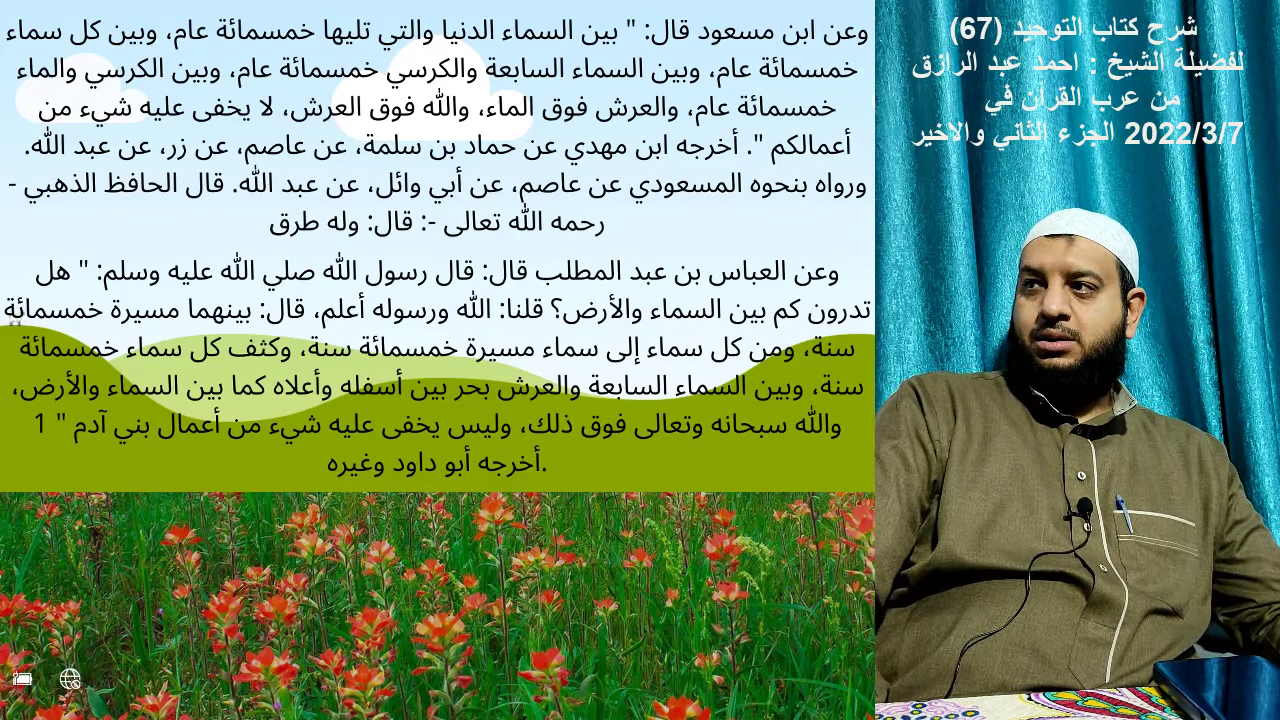 وعن ابن مسعود قال: " بين السماء الدنيا والتي تليها خمسمائة عام، وبين كل سماء
خمسمائة عام، وبين السماء السابعة والكرسي خمسمائة عام، وبين الكرسي والماء
خمسمائة عام، والعرش فوق الماء، والله فوق العرش، لا يخفى عليه شيء من
أعمالكم ". أخرجه ابن مهدي عن حماد بن سلمة، عن عاصم، عن زر، عن عبد الله.
ورواه بنحوه المسعودي عن عاصم، عن أبي وائل، عن عبد الله. قال الحافظ الذهبي -
رحمه الله تعالى -: قال: وله طرق
وعن العباس بن عبد المطلب قال: قال رسول الله صلي الله عليه وسلم: " هل
تدرون كم بين السماء والأرض؟ قلنا: الله ورسوله أعلم، قال: بينهما مسيرة خمسمائة
سنة، ومن كل سماء إلى سماء مسيرة خمسمائة سنة، وكثف كل سماء خمسمائة
سنة، وبين السماء السابعة والعرش بحر بين أسفله وأعلاه كما بين السماء والأرض،
والله سبحانه وتعالى فوق ذلك، وليس يخفى عليه شيء من أعمال بني آدم " 1
.أخرجه أبو داود وغيره
شرح كتاب التوحيد (67)
لفضيلة الشيخ : احمد عبد الرازق
من عرب القرآن في
2022/3/7 الجزء الثاني والاخير